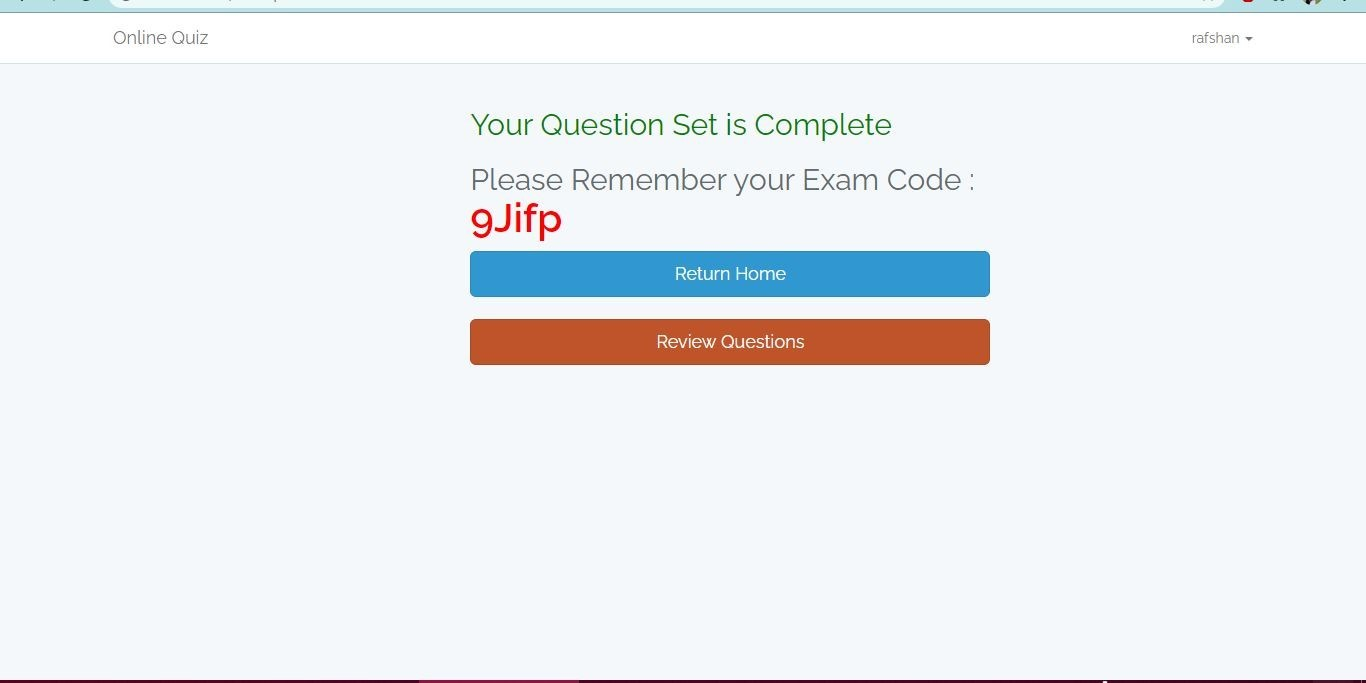 Online Quiz
rafshan
Your Question Set is Complete
Please Remember your Exam Code :
9Jifp
Return Home
Review Questions